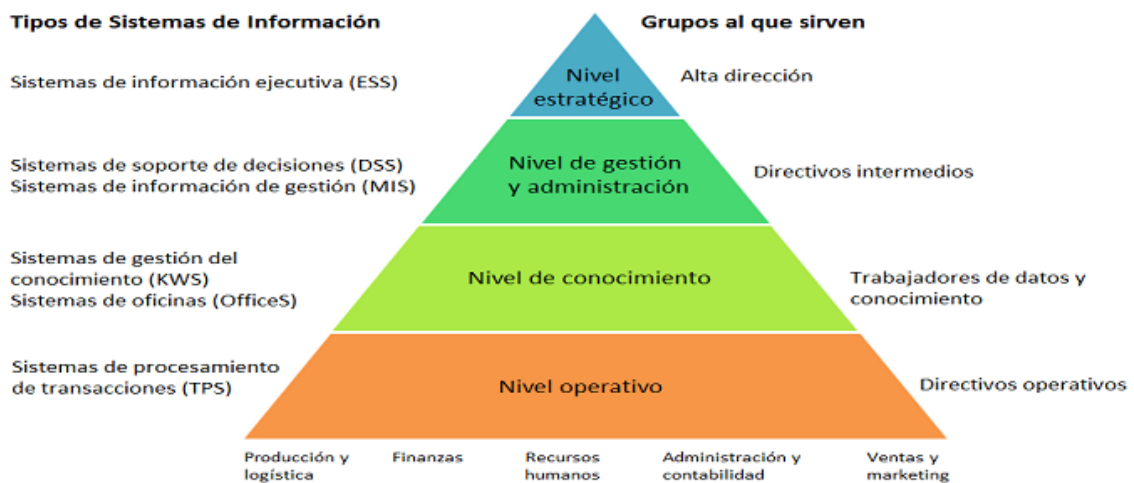 Tipos de Sistemas de Información
Grupos al que sirven
Sistemas de información ejecutiva (ESS)
Nivel
estratégico
Alta dirección
Sistemas de soporte de decisiones (DSS)
Sistemas de información de gestión (MIS)
Nivel de gestión
y administración
Directivos intermedios
Sistemas de gestión del
conocimiento (KWS)
Sistemas de oficinas (OfficeS)
Nivel de conocimiento
Trabajadores de datos y
conocimiento
Sistemas de procesamiento
de transacciones (TPS)
Nivel operativo
Directivos operativos
Producción y
logística
Finanzas
Recursos
humanos
Administración y
contabilidad
Ventas y
marketing